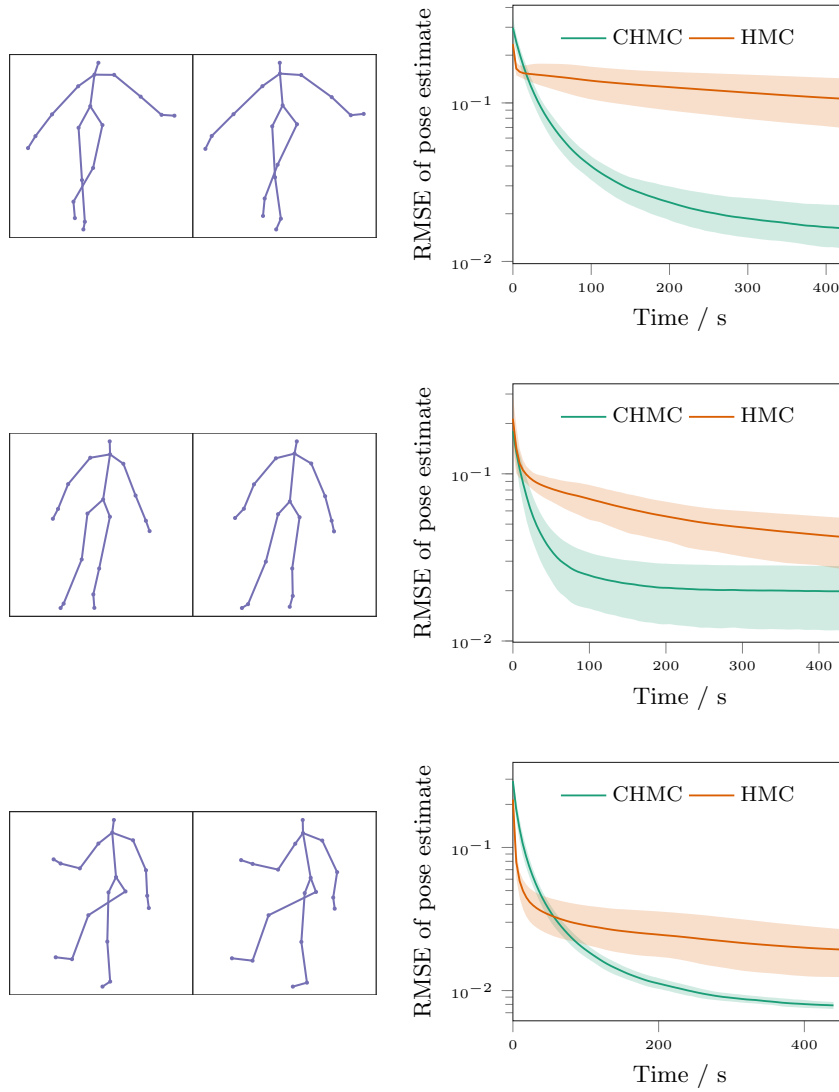 CHMC HMC
10^{-1}
10^{-2}
RMSE of pose estimate
0 100 200 300 400
Time / s
CHMC HMC
10^{-1}
10^{-2}
RMSE of pose estimate
0 100 200 300 400
Time / s
CHMC HMC
10^{-1}
10^{-2}
RMSE of pose estimate
0 200 400
Time / s